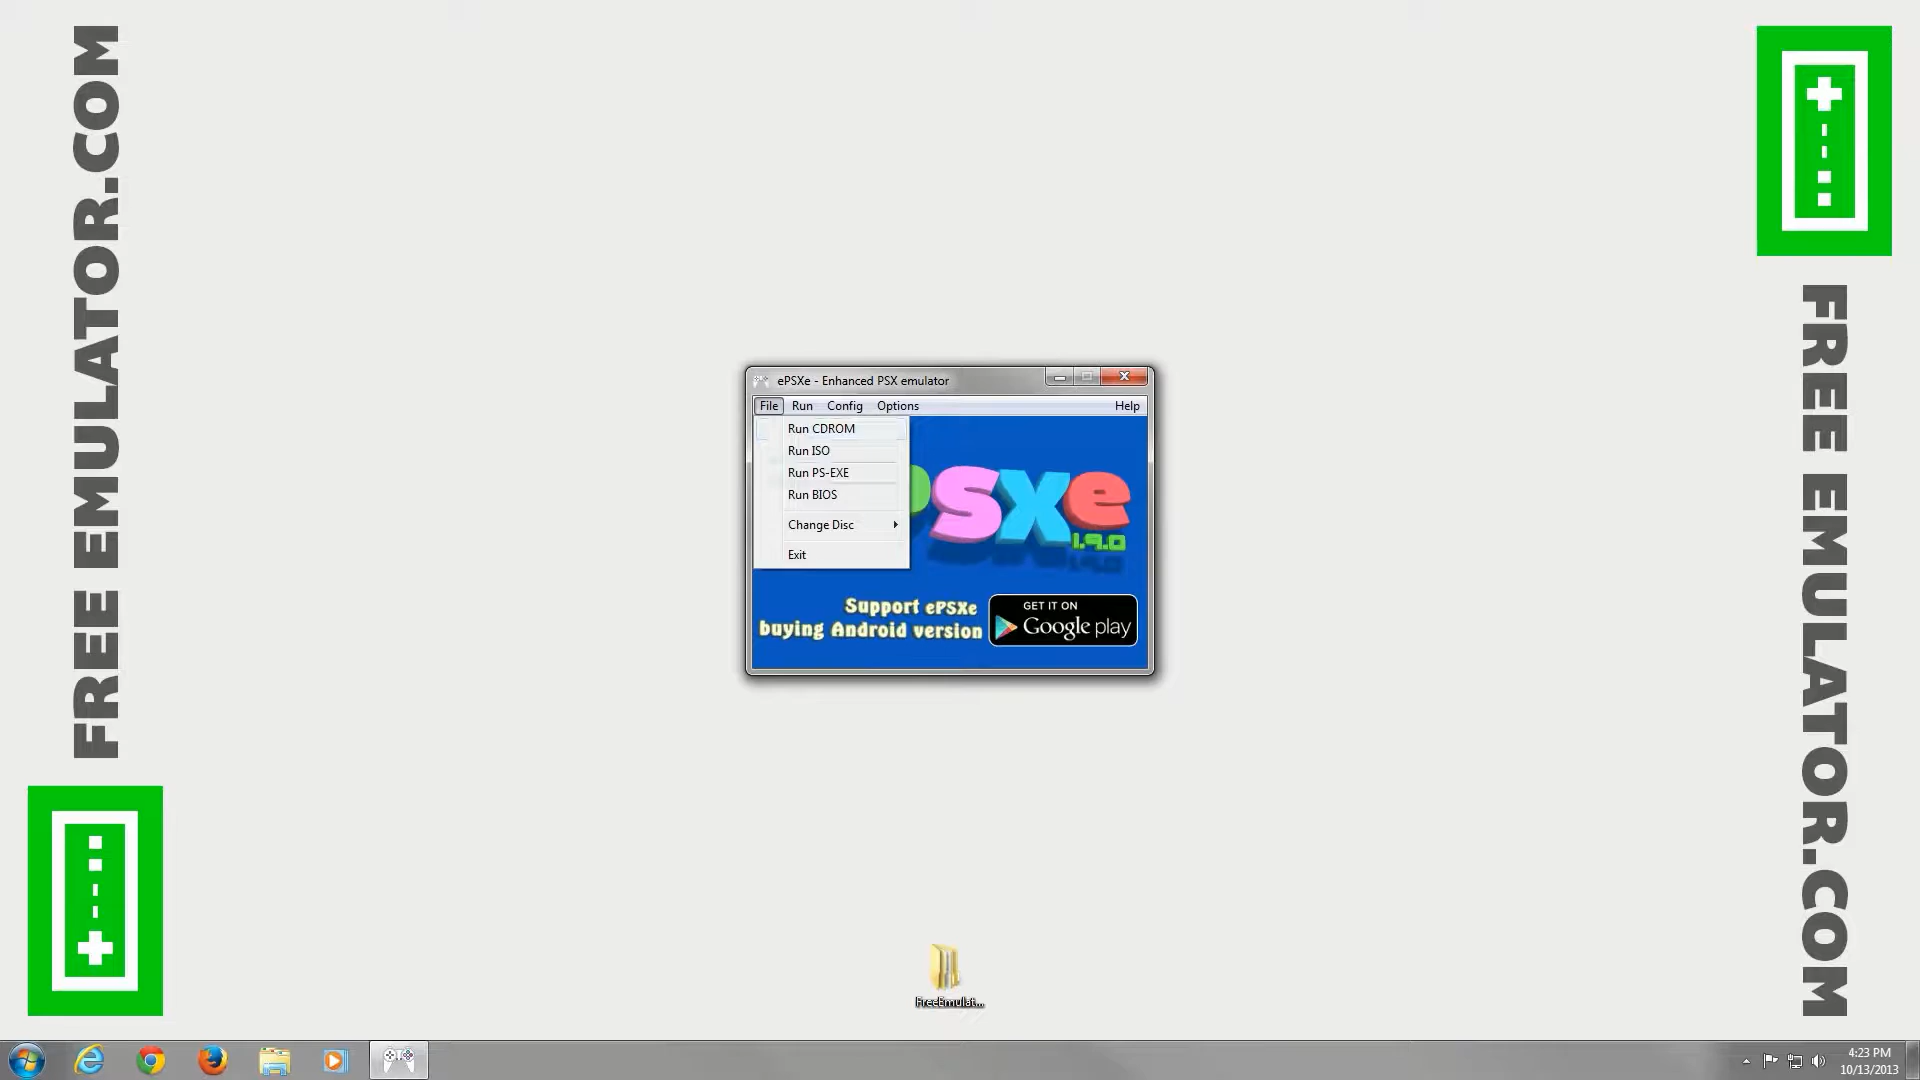 FREE EMULATOR.COM
ePSXe - Enhanced PSX emulator
File Run Config Options Help
Run CDROM
Run ISO
Run PS-EXE
Run BIOS
Change Disc
Exit
PSXe
1.9.0
Support ePSXe
buying Android version
GET IT ON
Google play
FREE EMULATOR.COM
FreeEmulat...
4:23 PM
10/13/2013